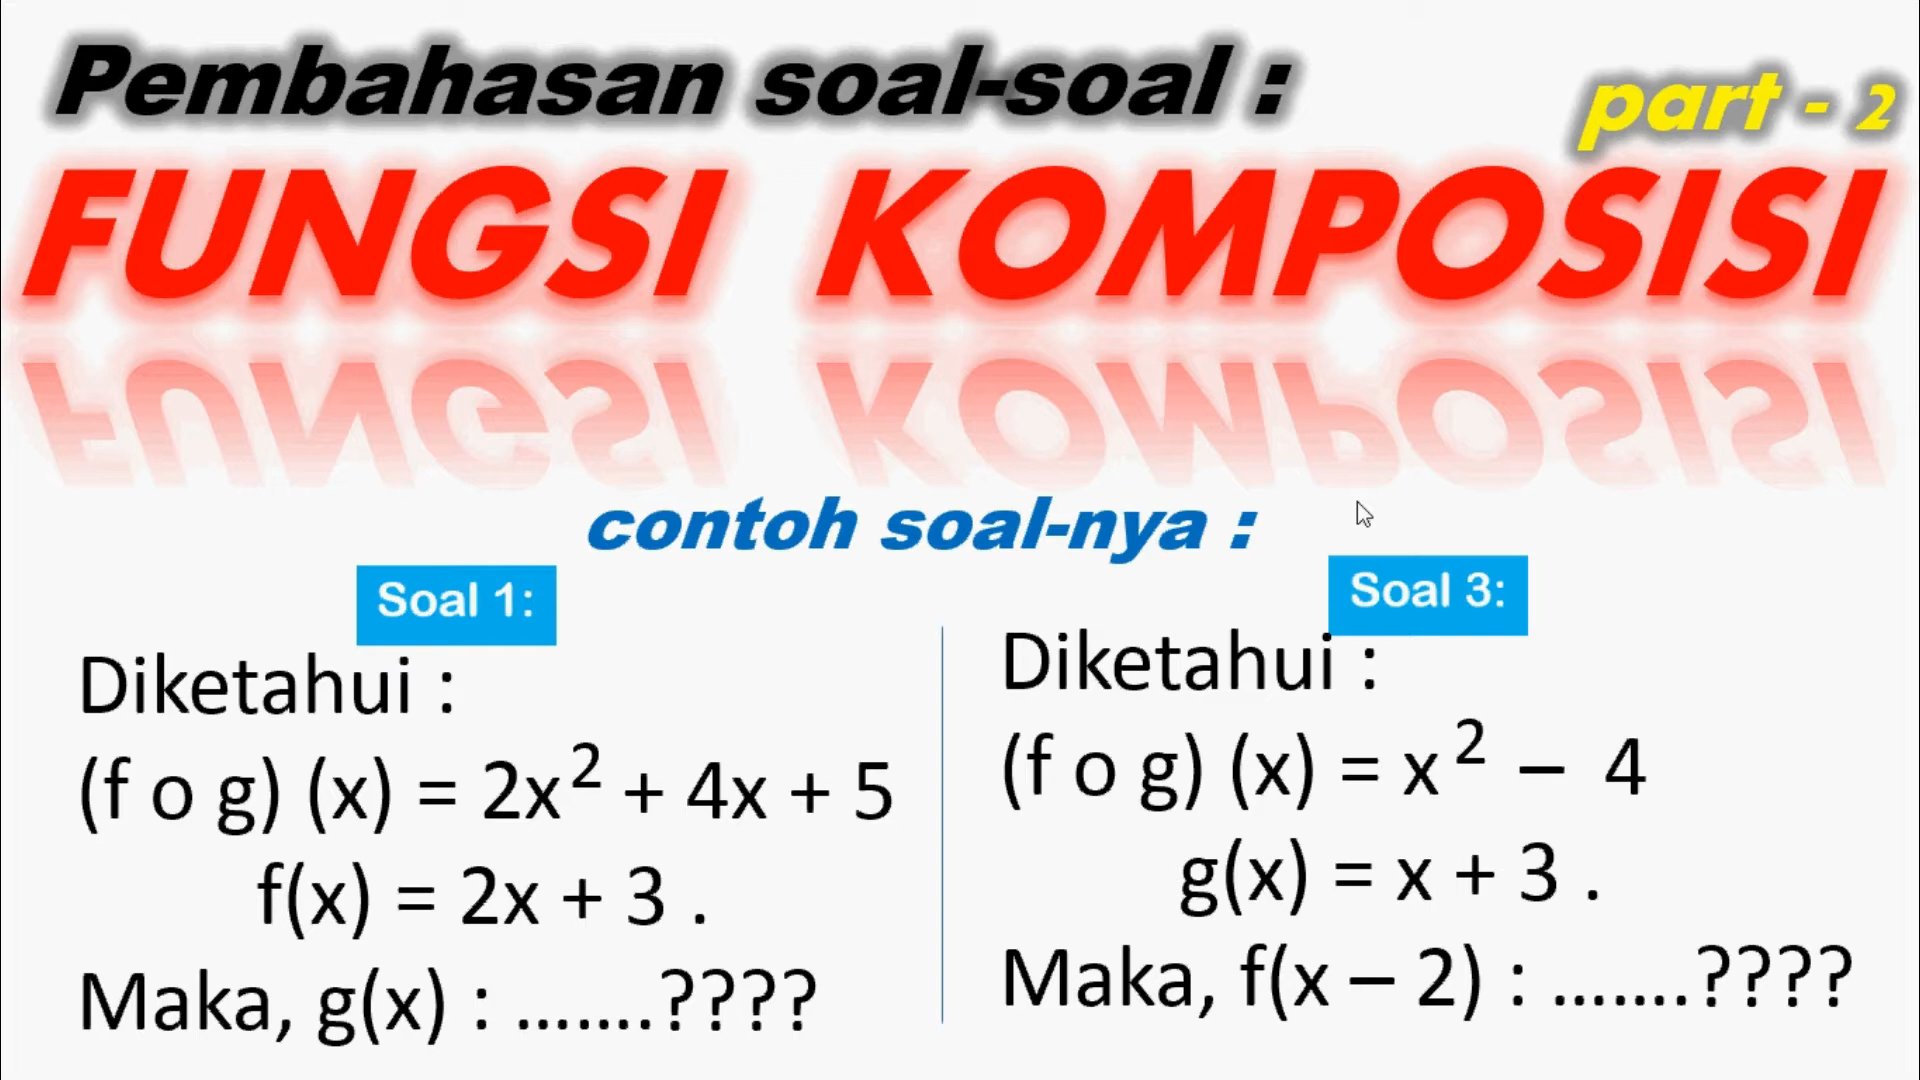 Pembahasan soal-soal :
part - 2
FUNGSI KOMPOSISI
contoh soal-nya :
Soal 1:
Diketahui :
(f o g) (x) = 2x² + 4x + 5
f(x) = 2x + 3 .
Maka, g(x) : .......????
Soal 3:
Diketahui :
(f o g) (x) = x² – 4
g(x) = x + 3 .
Maka, f(x – 2) : .......????